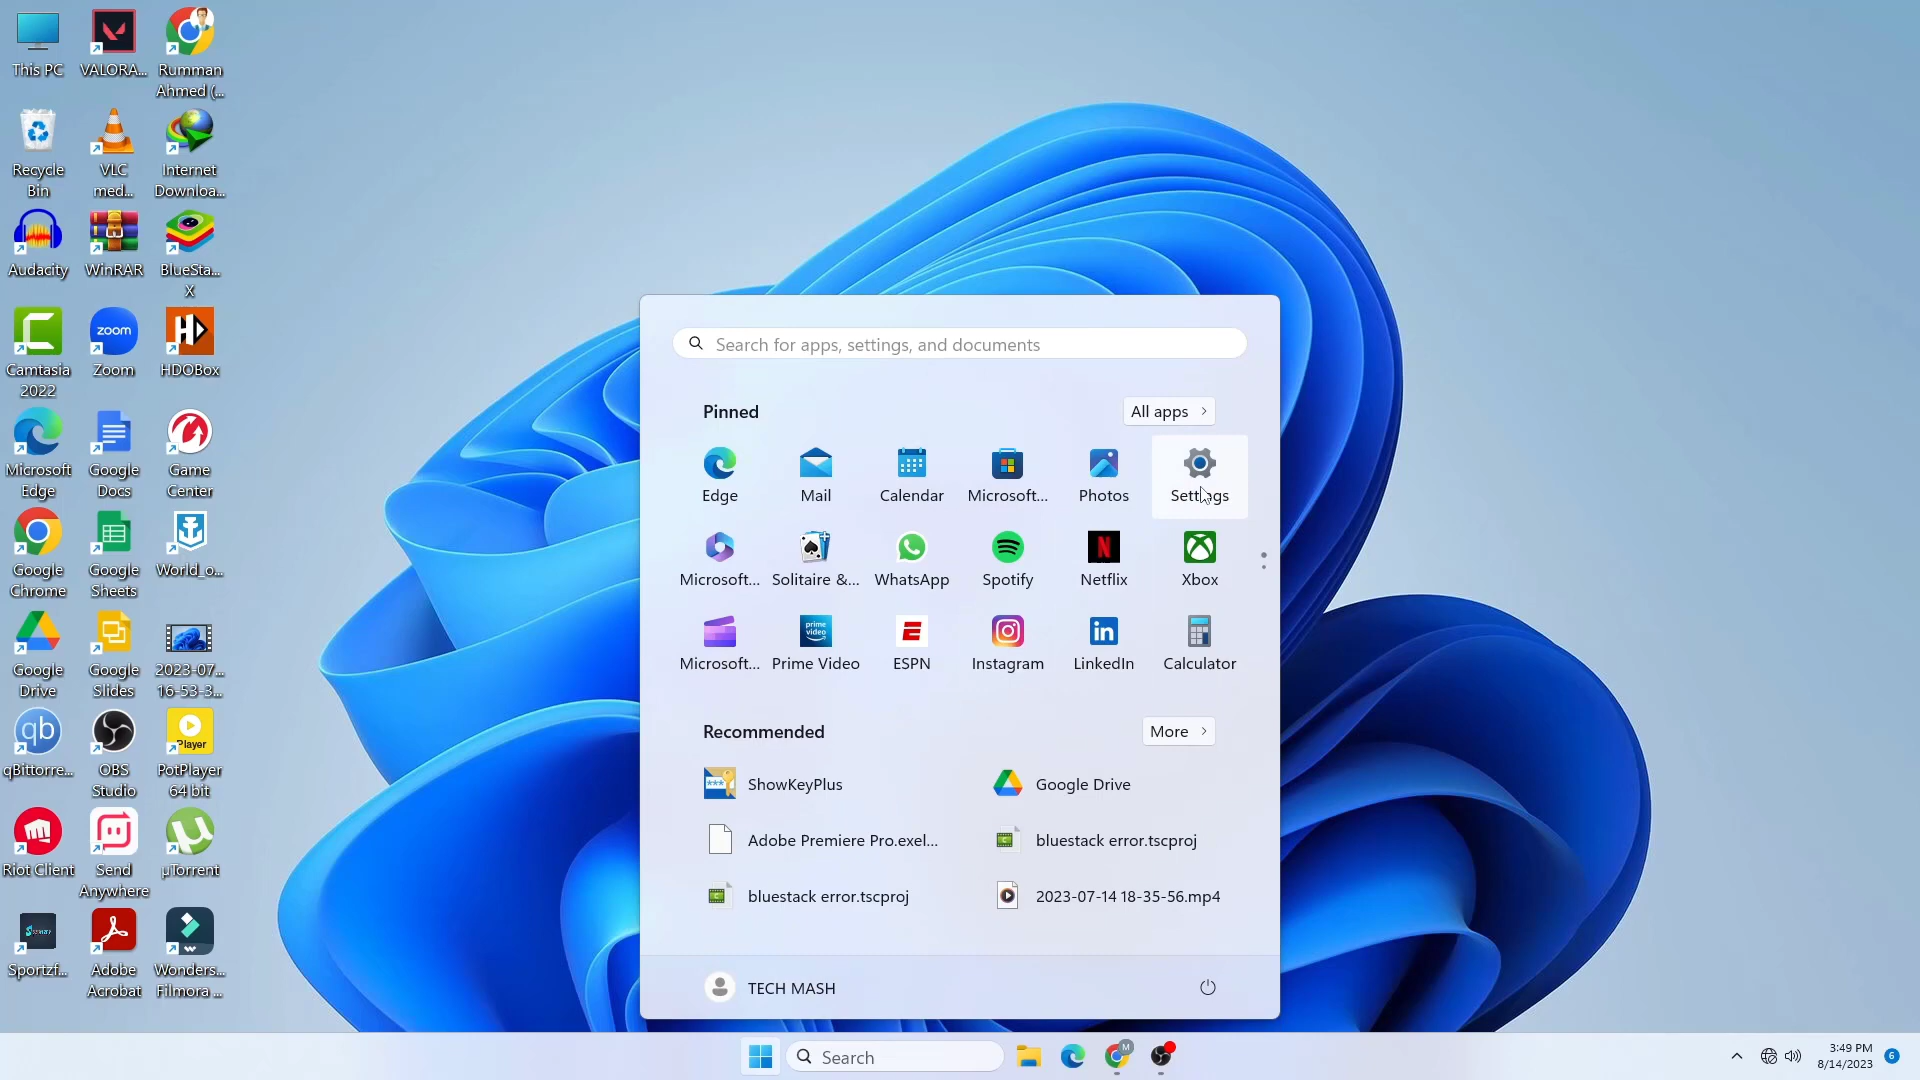 This PC
VALORA...
Rumman
Ahmed (...
Recycle
Bin
VLC
med...
Internet
Downloa...
Audacity
WinRAR
BlueSta...
X
Camtasia
2022
zoom
Zoom
HDOBox
Microsoft
Edge
Google
Docs
Game
Center
Google
Chrome
Google
Sheets
World_o...
Google
Drive
Google
Slides
2023-07...
16-53-3...
qb
qBittorre...
OBS
Studio
Player
PotPlayer
64 bit
Riot Client
Send
Anywhere
µTorrent
Sportzf...
Adobe
Acrobat
Wonders...
Filmora ...
Search for apps, settings, and documents
Pinned
All apps
Edge
Mail
Calendar
Microsoft...
Photos
Settings
Microsoft...
Solitaire &...
WhatsApp
Spotify
Netflix
Xbox
prime
video
Microsoft...
Prime Video
ESPN
Instagram
LinkedIn
Calculator
Recommended
More
ShowKeyPlus
Google Drive
Adobe Premiere Pro.exel...
bluestack error.tscproj
bluestack error.tscproj
2023-07-14 18-35-56.mp4
TECH MASH
Search
M
3:49 PM
8/14/2023
6